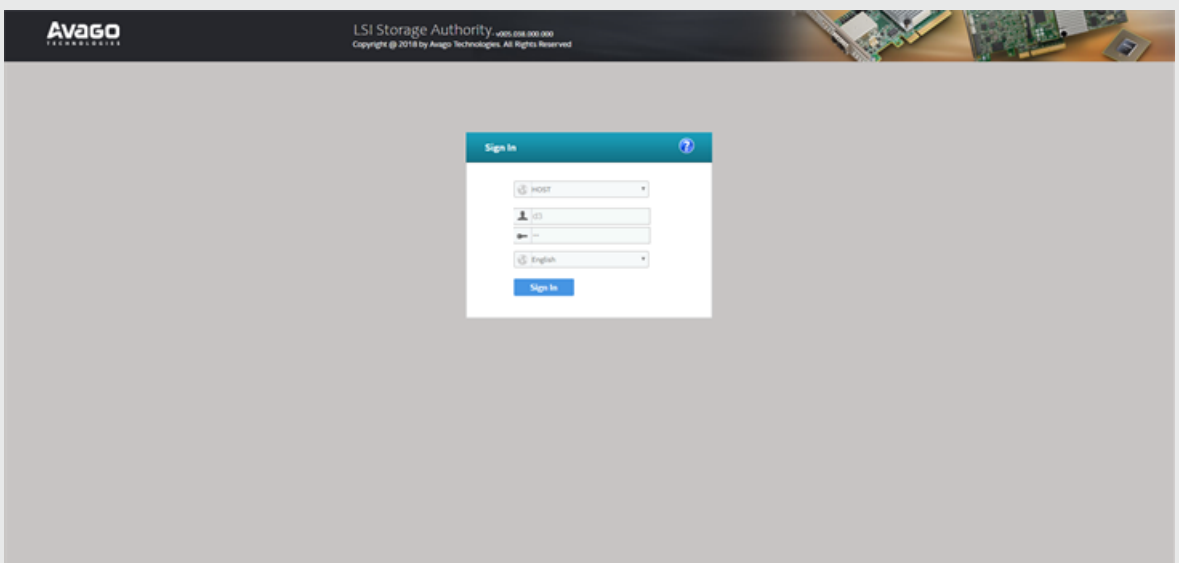 AVAGO
TECHNOLOGIES
LSI Storage Authority
Copyright @ 2018 by Avago Technologies. All Rights Reserved
Sign In
?
HOST
d3
English
Sign In